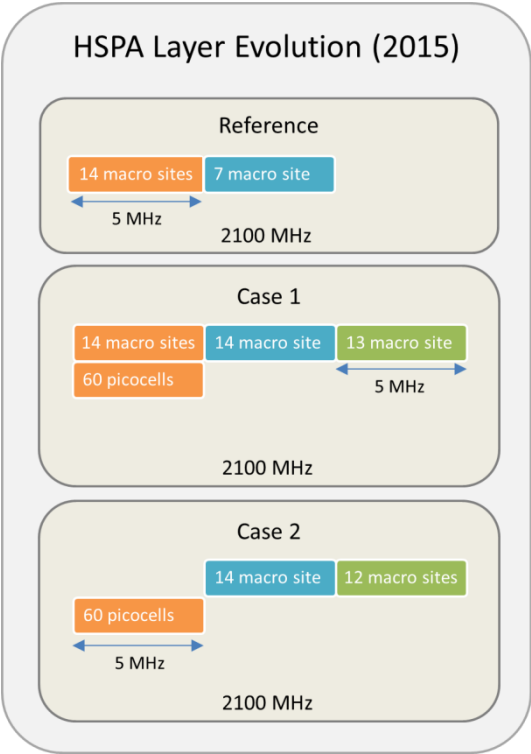 HSPA Layer Evolution (2015)
Reference
14 macro sites 7 macro site
5 MHz
2100 MHz
Case 1
14 macro sites 14 macro site 13 macro site
60 picocells
5 MHz
2100 MHz
Case 2
14 macro site 12 macro sites
60 picocells
5 MHz
2100 MHz